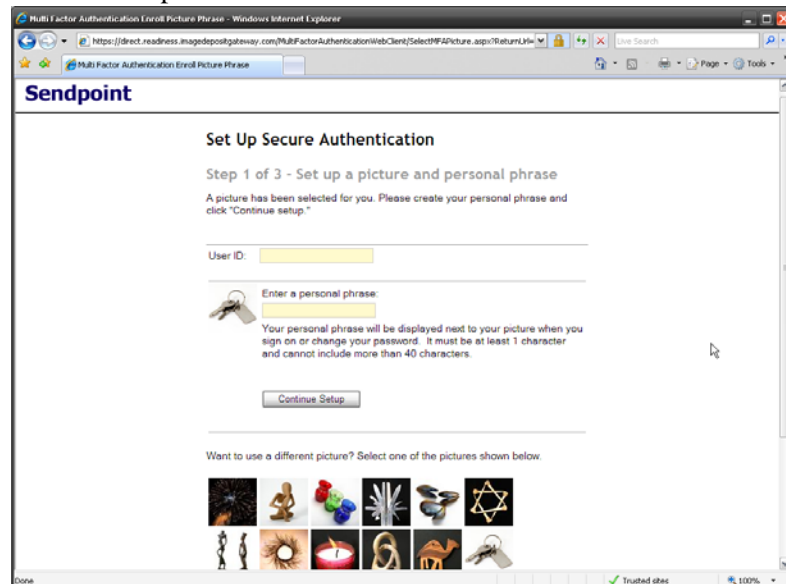 Multi Factor Authentication Enroll Picture Phrase - Windows Internet Explorer
https://direct.readiness.imagedepositgateway.com/MultiFactorAuthenticationWebClient/SelectMFAPicture.aspx?ReturnUrl=
Live Search
Multi Factor Authentication Enroll Picture Phrase
Page
Tools
Sendpoint
Set Up Secure Authentication
Step 1 of 3 - Set up a picture and personal phrase
A picture has been selected for you. Please create your personal phrase and
click "Continue setup."
User ID:
Enter a personal phrase:
Your personal phrase will be displayed next to your picture when you
sign on or change your password. It must be at least 1 character
and cannot include more than 40 characters.
Continue Setup
Want to use a different picture? Select one of the pictures shown below.
Done
Trusted sites
100%